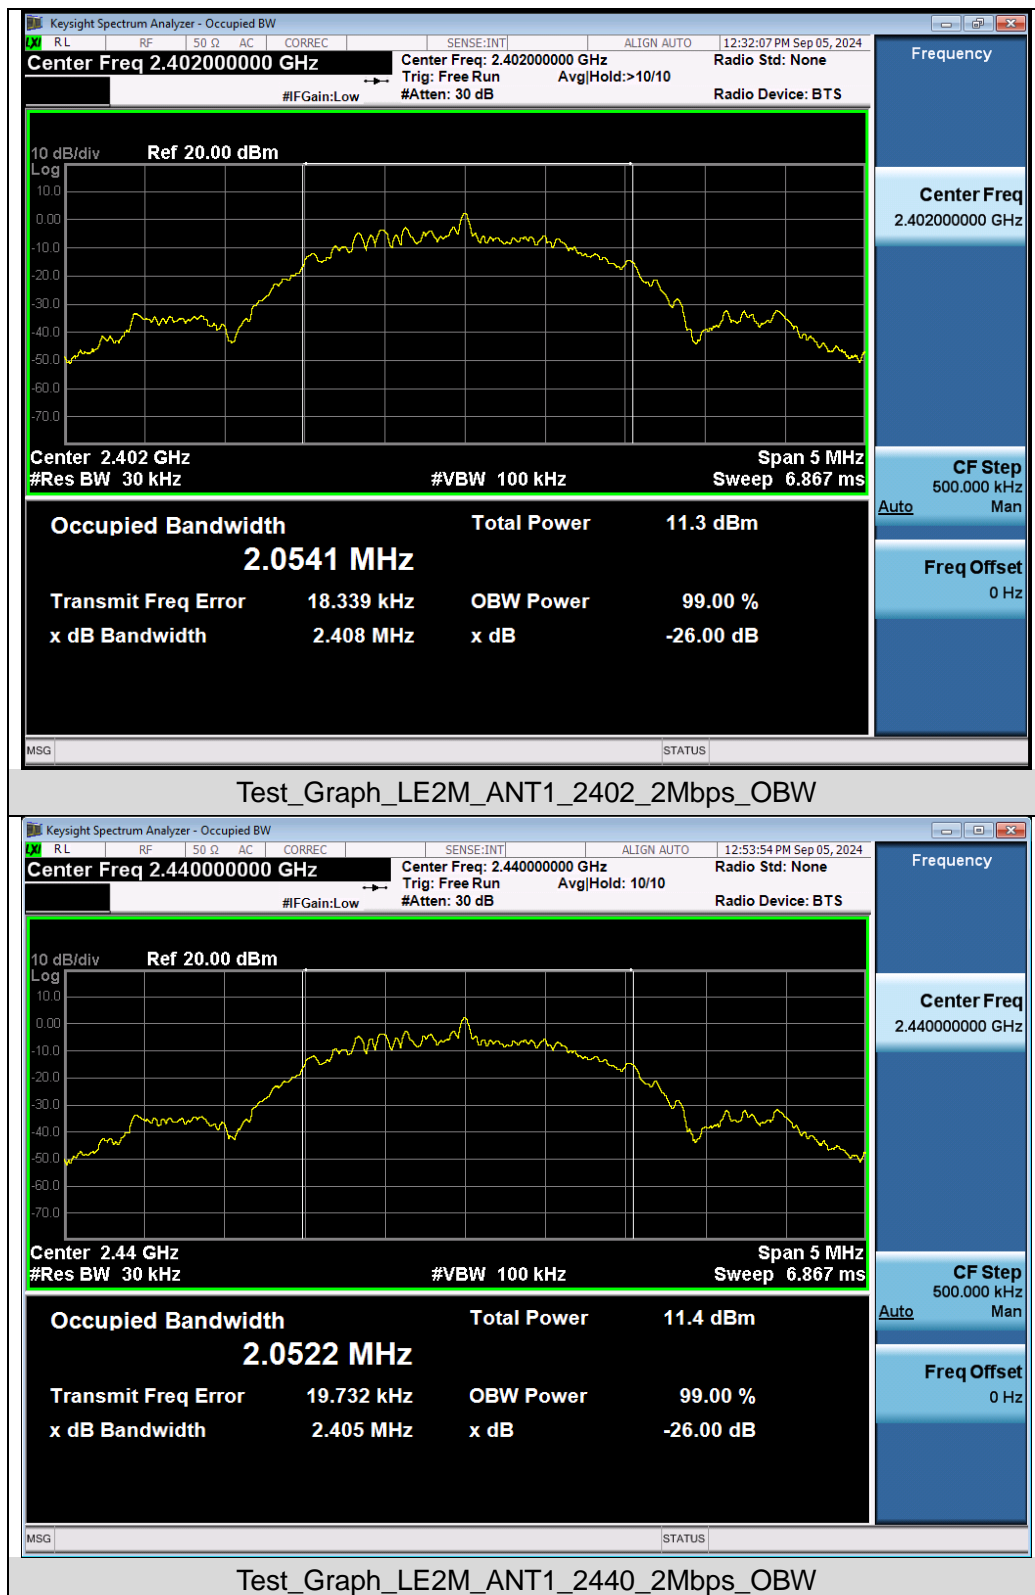 Keysight Spectrum Analyzer - Occupied BW
LXI RL RF 50 Ω AC CORREC SENSE:INT ALIGN AUTO 12:32:07 PM Sep 05, 2024
Center Freq 2.402000000 GHz Center Freq: 2.402000000 GHz Radio Std: None Frequency
Trig: Free Run Avg|Hold:>10/10
#IFGain:Low #Atten: 30 dB Radio Device: BTS
10 dB/div Ref 20.00 dBm
Log
10.0
0.00
-10.0
-20.0
-30.0
-40.0
-50.0
-60.0
-70.0
Center 2.402 GHz Span 5 MHz
#Res BW 30 kHz #VBW 100 kHz Sweep 6.867 ms
Center Freq
2.402000000 GHz
CF Step
500.000 kHz
Auto Man
Freq Offset
0 Hz
Occupied Bandwidth Total Power 11.3 dBm
2.0541 MHz
Transmit Freq Error 18.339 kHz OBW Power 99.00 %
x dB Bandwidth 2.408 MHz x dB -26.00 dB
MSG STATUS
Test_Graph_LE2M_ANT1_2402_2Mbps_OBW
Keysight Spectrum Analyzer - Occupied BW
LXI RL RF 50 Ω AC CORREC SENSE:INT ALIGN AUTO 12:53:54 PM Sep 05, 2024
Center Freq 2.440000000 GHz Center Freq: 2.440000000 GHz Radio Std: None Frequency
Trig: Free Run Avg|Hold: 10/10
#IFGain:Low #Atten: 30 dB Radio Device: BTS
10 dB/div Ref 20.00 dBm
Log
10.0
0.00
-10.0
-20.0
-30.0
-40.0
-50.0
-60.0
-70.0
Center 2.44 GHz Span 5 MHz
#Res BW 30 kHz #VBW 100 kHz Sweep 6.867 ms
Center Freq
2.440000000 GHz
CF Step
500.000 kHz
Auto Man
Freq Offset
0 Hz
Occupied Bandwidth Total Power 11.4 dBm
2.0522 MHz
Transmit Freq Error 19.732 kHz OBW Power 99.00 %
x dB Bandwidth 2.405 MHz x dB -26.00 dB
MSG STATUS
Test_Graph_LE2M_ANT1_2440_2Mbps_OBW